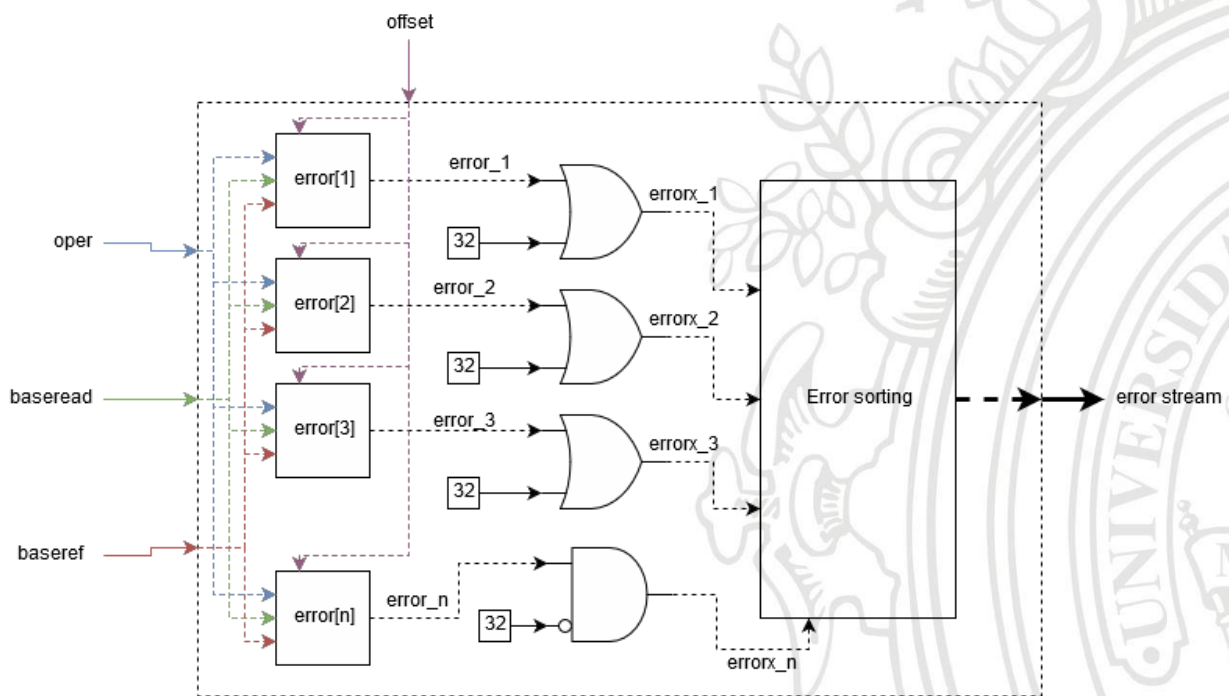 offset
error[1]
error_1
errorx_1
32
oper
error[2]
error_2
errorx_2
32
baseread
error[3]
error_3
errorx_3
32
Error sorting
error stream
baseref
error[n]
error_n
32
errorx_n
UNIVERSID
M